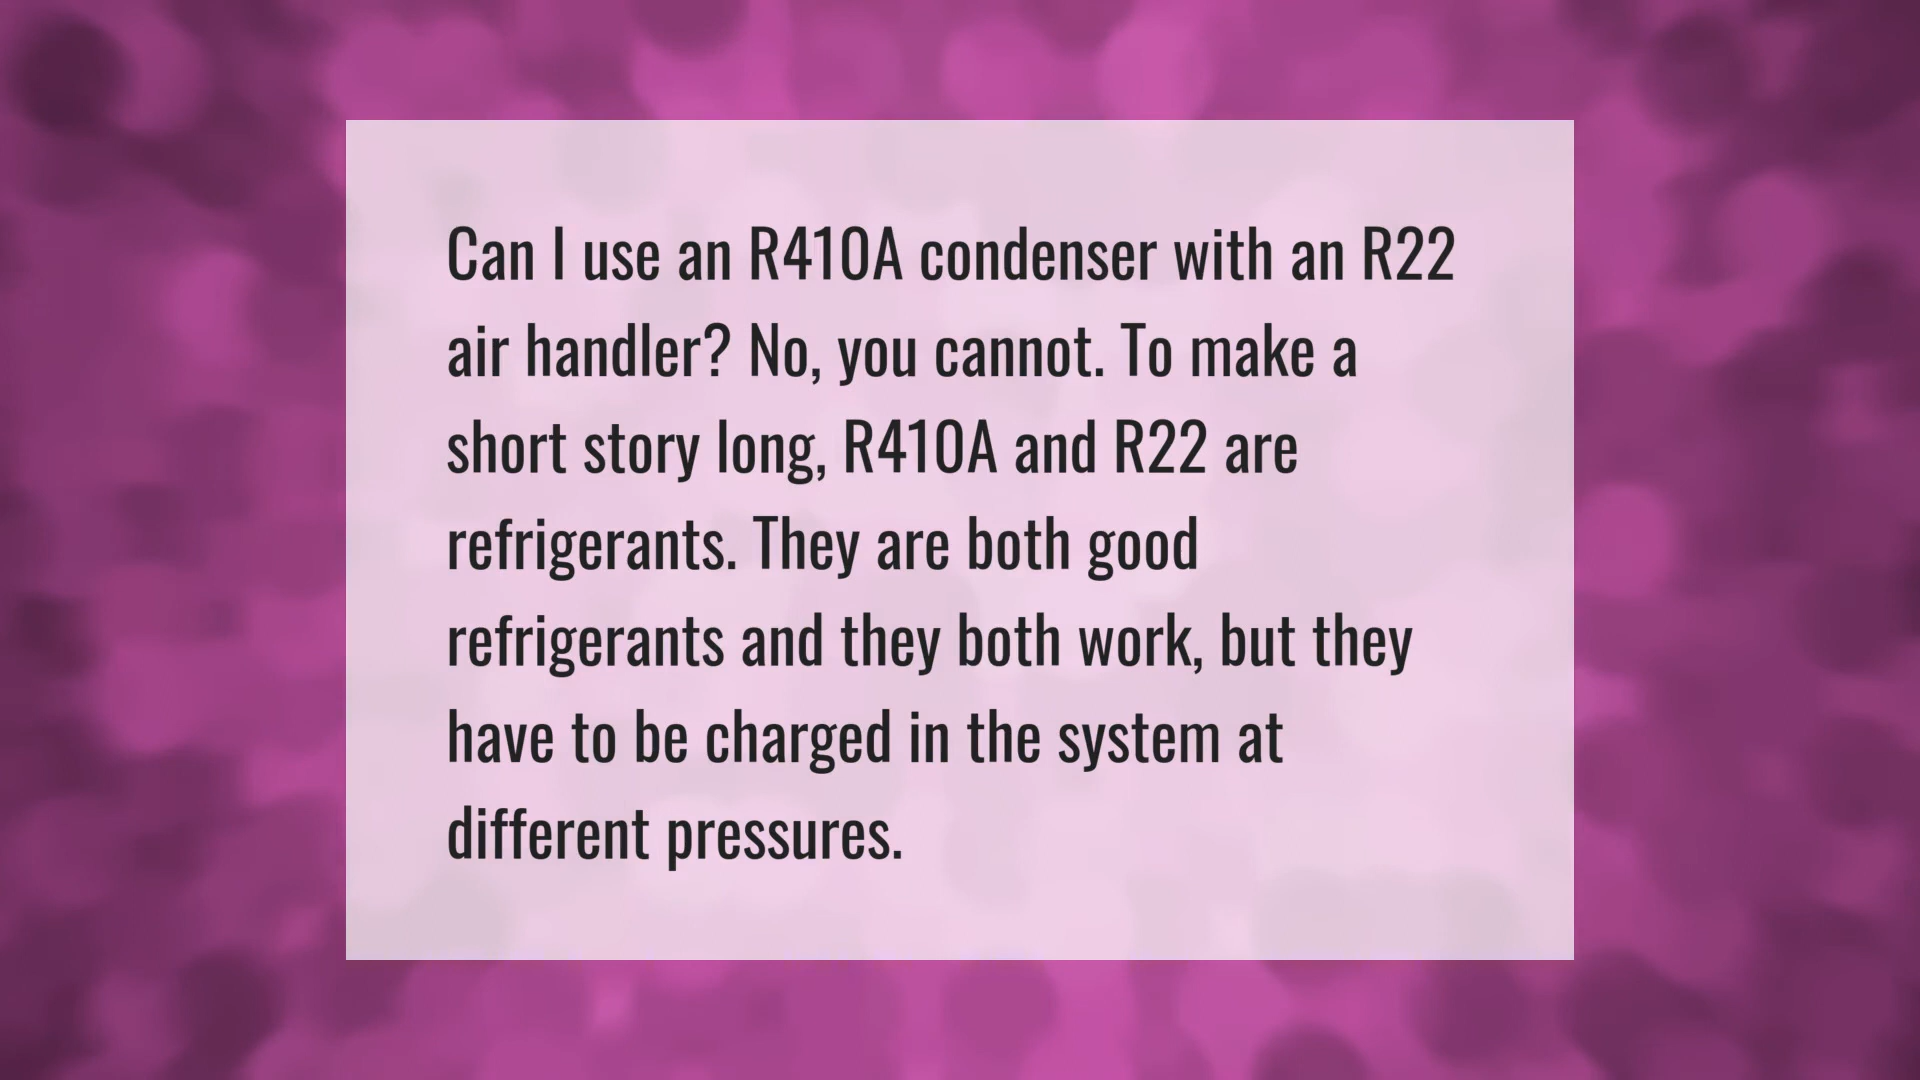 Can I use an R410A condenser with an R22
air handler? No, you cannot. To make a
short story long, R410A and R22 are
refrigerants. They are both good
refrigerants and they both work, but they
have to be charged in the system at
different pressures.